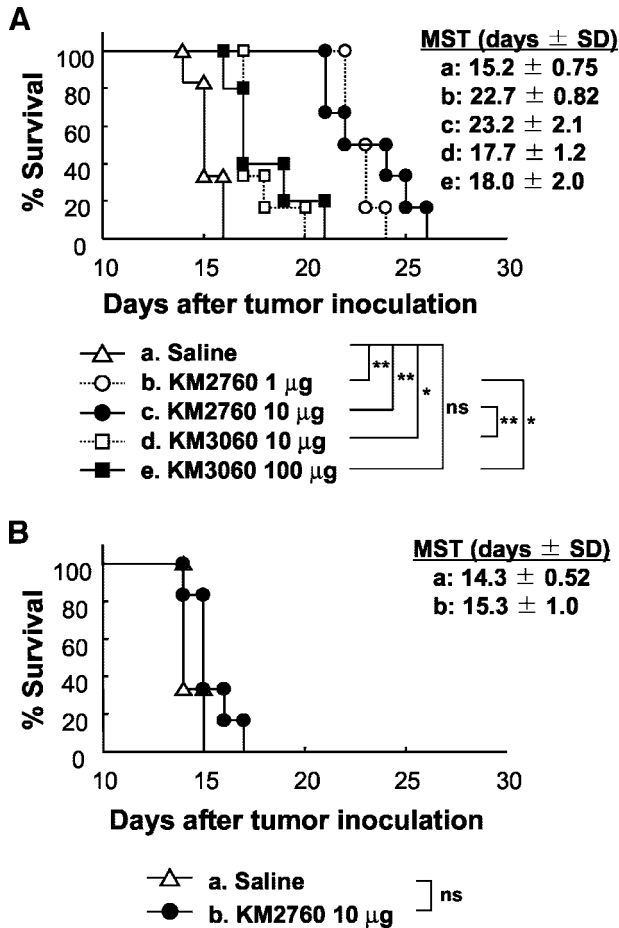 A
MST (days ± SD)
a: 15.2 ± 0.75
b: 22.7 ± 0.82
c: 23.2 ± 2.1
d: 17.7 ± 1.2
e: 18.0 ± 2.0
% Survival
100
80
60
40
20
0
10 15 20 25 30
Days after tumor inoculation
a. Saline
b. KM2760 1 μg
c. KM2760 10 μg
d. KM3060 10 μg
e. KM3060 100 μg
** ** * ns ** *
B
MST (days ± SD)
a: 14.3 ± 0.52
b: 15.3 ± 1.0
% Survival
100
80
60
40
20
0
10 15 20 25 30
Days after tumor inoculation
a. Saline
b. KM2760 10 μg
ns